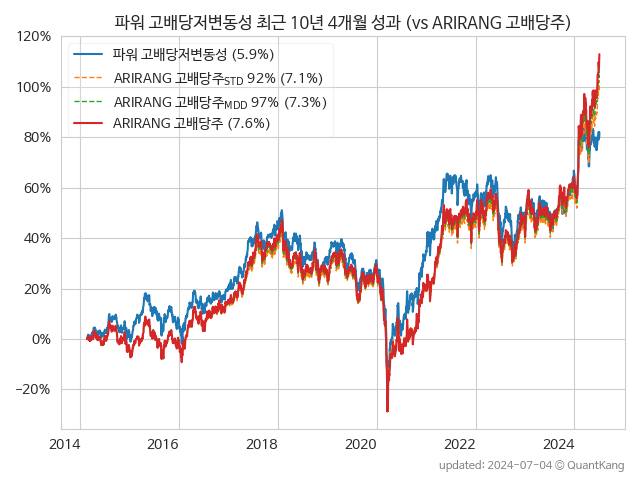 파워 고배당저변동성 최근 10년 4개월 성과 (vs ARIRANG 고배당주)
120%
100%
80%
60%
40%
20%
0%
−20%
파워 고배당저변동성 (5.9%)
ARIRANG 고배당주STD 92% (7.1%)
ARIRANG 고배당주MDD 97% (7.3%)
ARIRANG 고배당주 (7.6%)
2014 2016 2018 2020 2022 2024
updated: 2024-07-04 © QuantKang